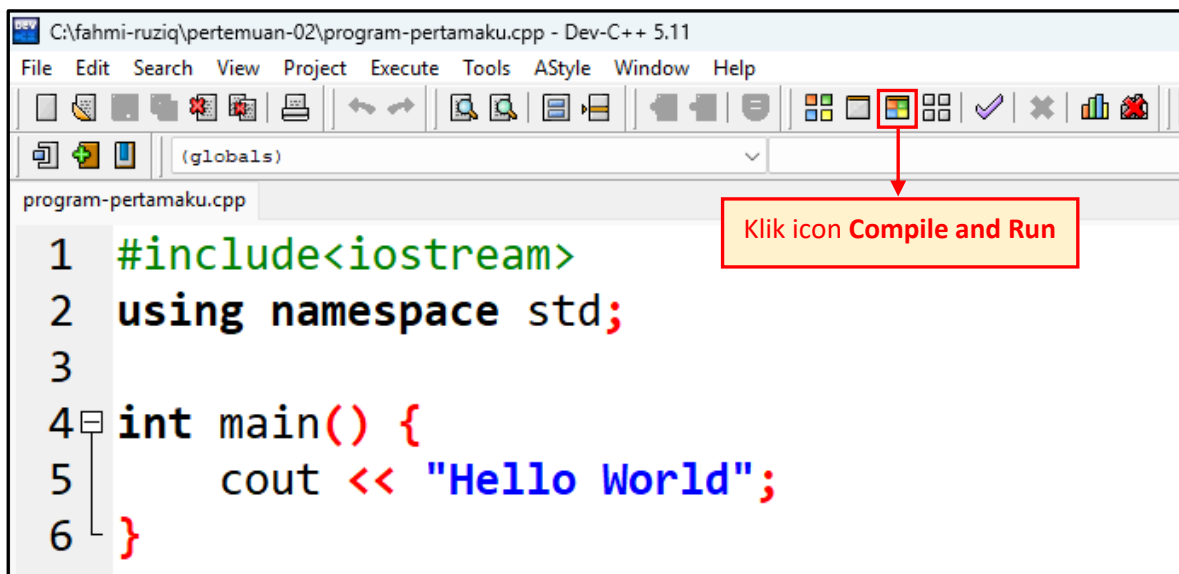 C:\fahmi-ruziq\pertemuan-02\program-pertamaku.cpp - Dev-C++ 5.11
File Edit Search View Project Execute Tools AStyle Window Help
(globals)
program-pertamaku.cpp
Klik icon Compile and Run
1 #include<iostream>
2 using namespace std;
3
4 int main() {
5 cout << "Hello World";
6 }